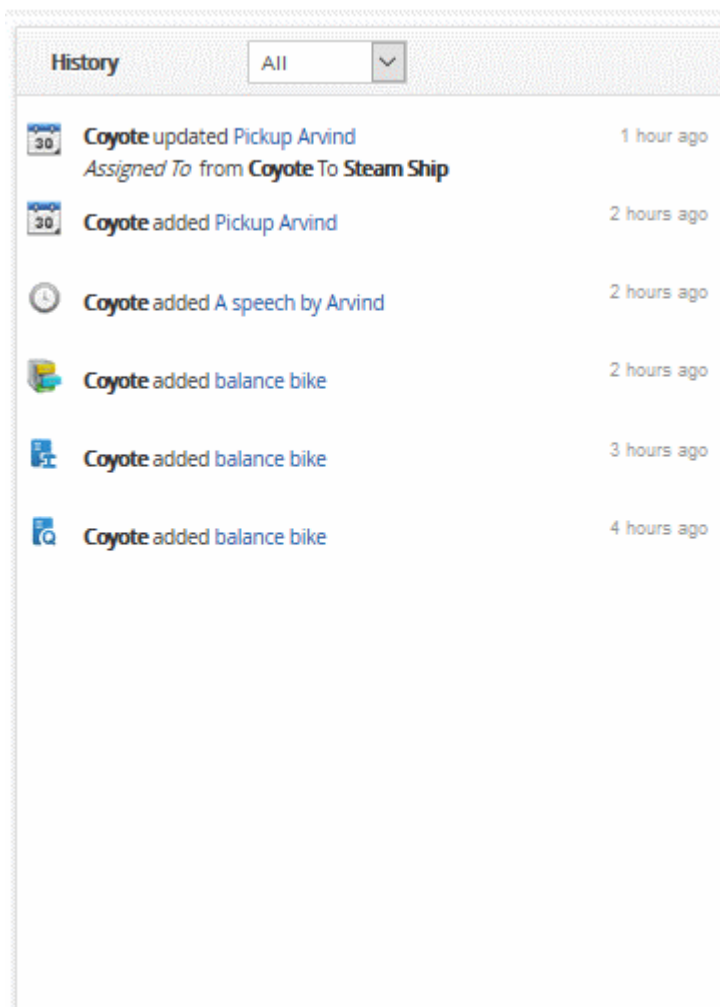 History All
Coyote updated Pickup Arvind 1 hour ago
Assigned To from Coyote To Steam Ship
30
Coyote added Pickup Arvind 2 hours ago
30
Coyote added A speech by Arvind 2 hours ago
Coyote added balance bike 2 hours ago
Coyote added balance bike 3 hours ago
Coyote added balance bike 4 hours ago